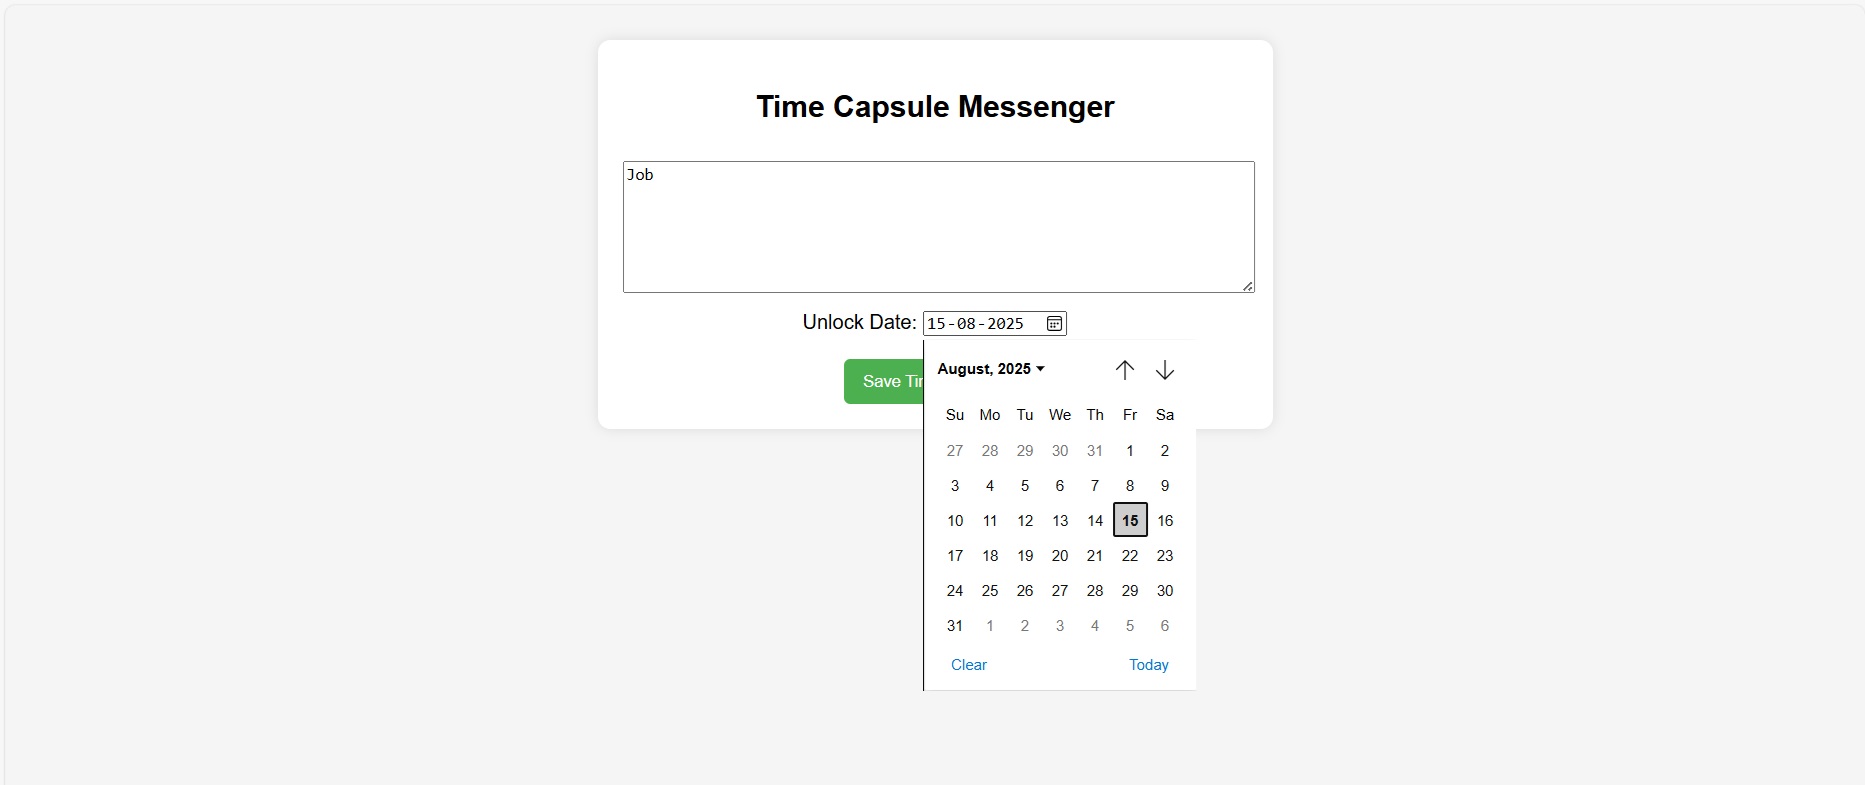 Time Capsule Messenger
Job
Unlock Date: 15-08-2025
Save
August, 2025
Su Mo Tu We Th Fr Sa
27 28 29 30 31 1 2
3 4 5 6 7 8 9
10 11 12 13 14 15 16
17 18 19 20 21 22 23
24 25 26 27 28 29 30
31 1 2 3 4 5 6
Clear Today